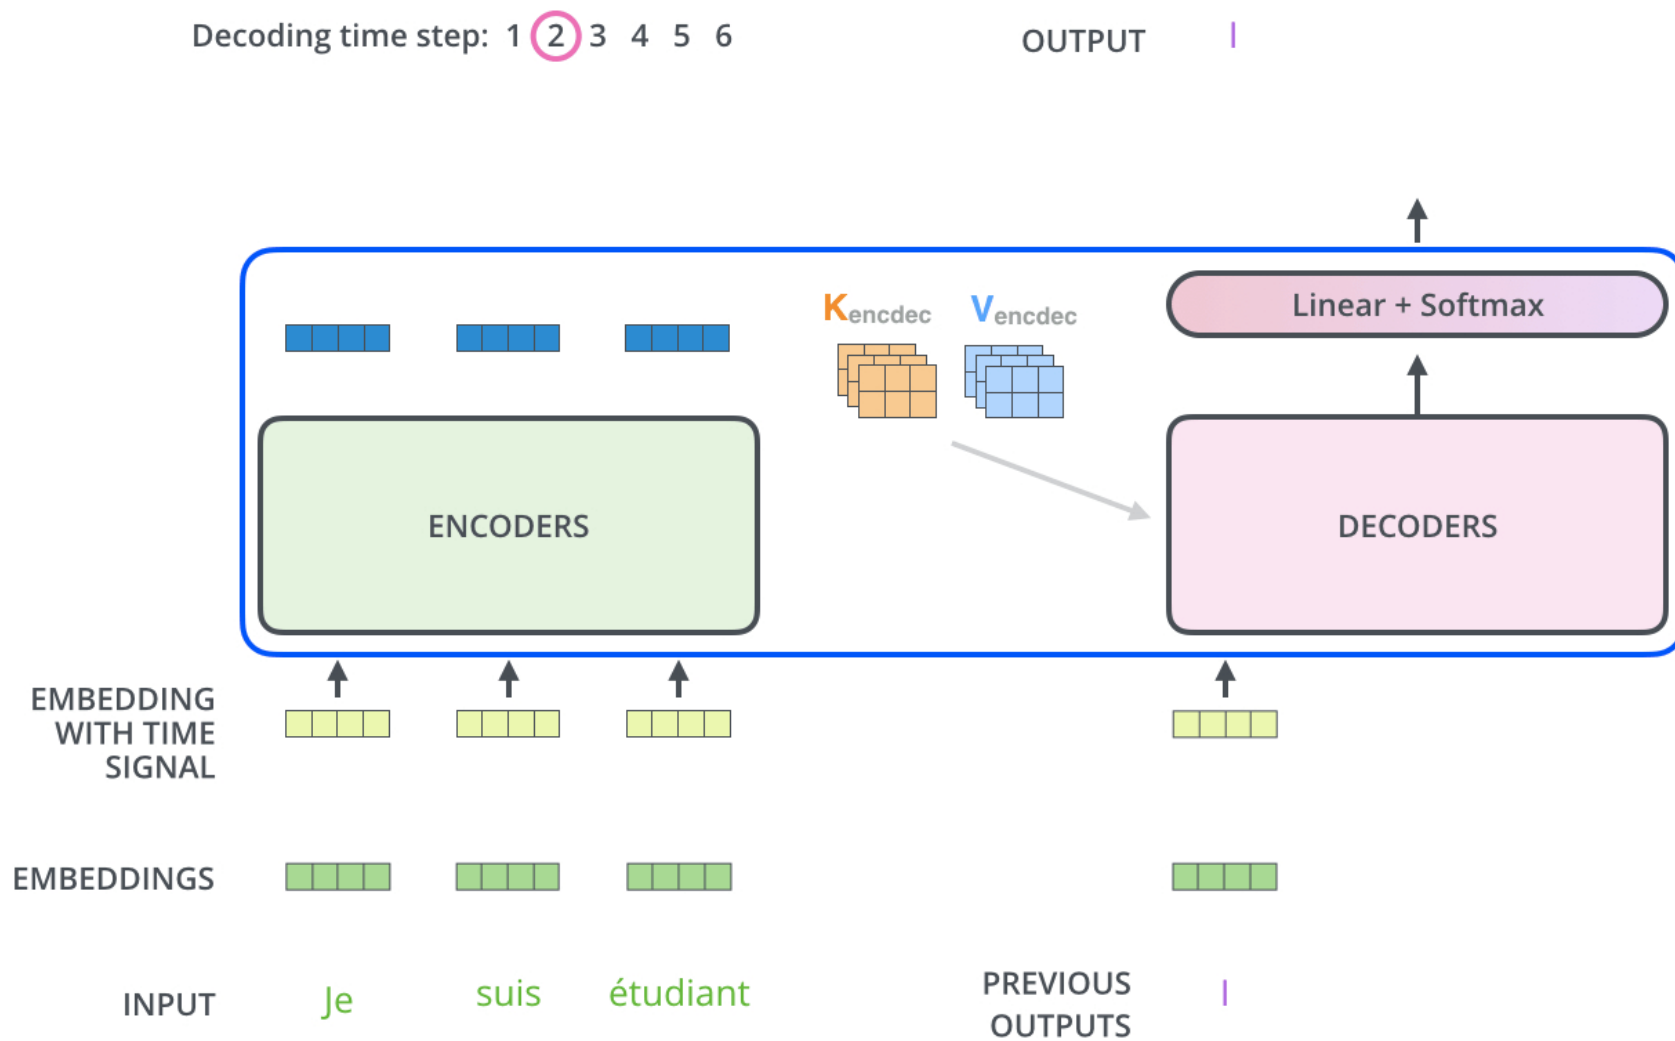 Decoding time step: 1 2 3 4 5 6
OUTPUT I
Kencdec Vencdec
Linear + Softmax
ENCODERS
DECODERS
EMBEDDING
WITH TIME
SIGNAL
EMBEDDINGS
INPUT Je suis étudiant
PREVIOUS
OUTPUTS
I